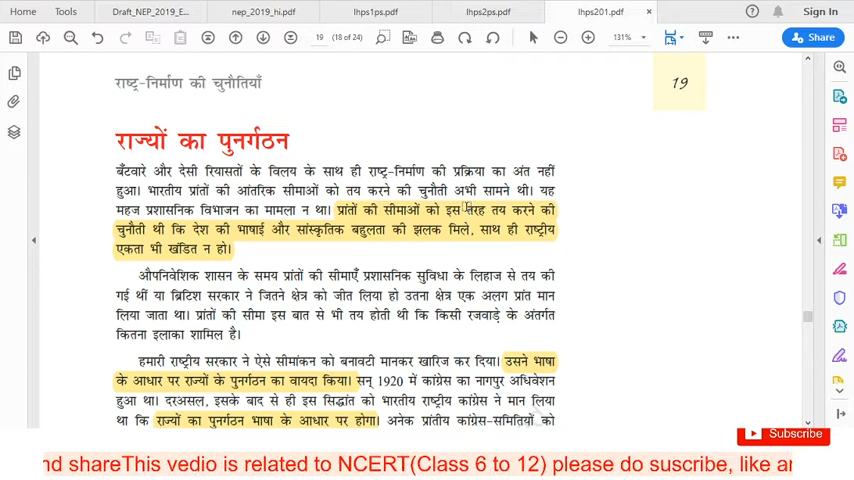 Home Tools Draft_NEP_2019_E... nep_2019_hi.pdf lhps1ps.pdf lhps2ps.pdf lhps201.pdf × Sign In
19 (18 of 24) 131% Share
राष्ट्र-निर्माण की चुनौतियाँ 19
राज्यों का पुनर्गठन
बँटवारे और देसी रियासतों के विलय के साथ ही राष्ट्र-निर्माण की प्रक्रिया का अंत नहीं
हुआ। भारतीय प्रांतों की आंतरिक सीमाओं को तय करने की चुनौती अभी सामने थी। यह
महज प्रशासनिक विभाजन का मामला न था। प्रांतों की सीमाओं को इस तरह तय करने की
चुनौती थी कि देश की भाषाई और सांस्कृतिक बहुलता की झलक मिले, साथ ही राष्ट्रीय
एकता भी खंडित न हो।
औपनिवेशिक शासन के समय प्रांतों की सीमाएँ प्रशासनिक सुविधा के लिहाज से तय की
गई थीं या ब्रिटिश सरकार ने जितने क्षेत्र को जीत लिया हो उतना क्षेत्र एक अलग प्रांत मान
लिया जाता था। प्रांतों की सीमा इस बात से भी तय होती थी कि किसी रजवाड़े के अंतर्गत
कितना इलाका शामिल है।
हमारी राष्ट्रीय सरकार ने ऐसे सीमांकन को बनावटी मानकर खारिज कर दिया। उसने भाषा
के आधार पर राज्यों के पुनर्गठन का वायदा किया। सन् 1920 में कांग्रेस का नागपुर अधिवेशन
हुआ था। दरअसल, इसके बाद से ही इस सिद्धांत को भारतीय राष्ट्रीय कांग्रेस ने मान लिया
था कि राज्यों का पुनर्गठन भाषा के आधार पर होगा। अनेक प्रांतीय कांग्रेस-समितियों को
Subscribe
nd shareThis vedio is related to NCERT(Class 6 to 12) please do suscribe, like an